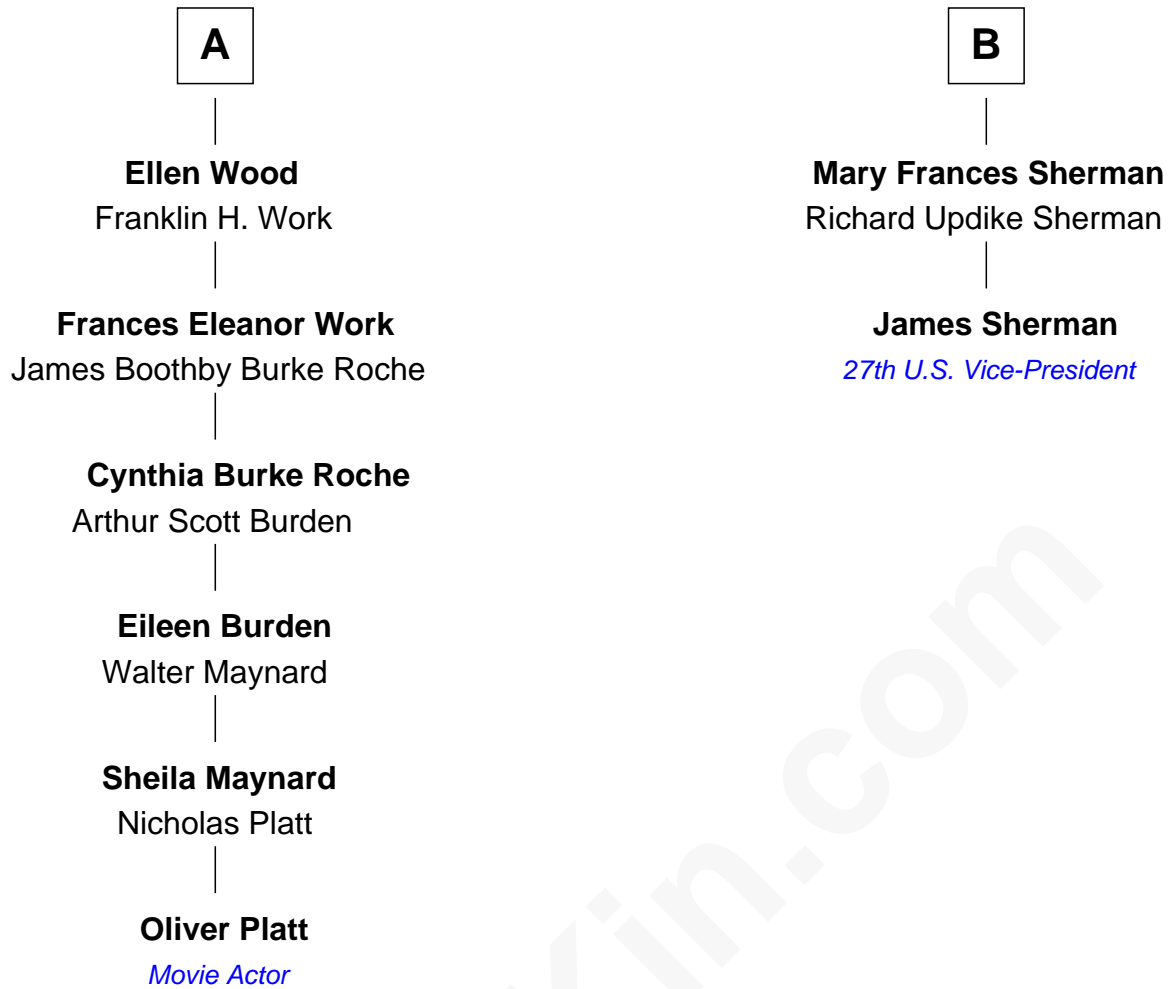 A
Ellen Wood
Franklin H. Work
Frances Eleanor Work
James Boothby Burke Roche
Cynthia Burke Roche
Arthur Scott Burden
Eileen Burden
Walter Maynard
Sheila Maynard
Nicholas Platt
Oliver Platt
Movie Actor
B
Mary Frances Sherman
Richard Updike Sherman
James Sherman
27th U.S. Vice-President